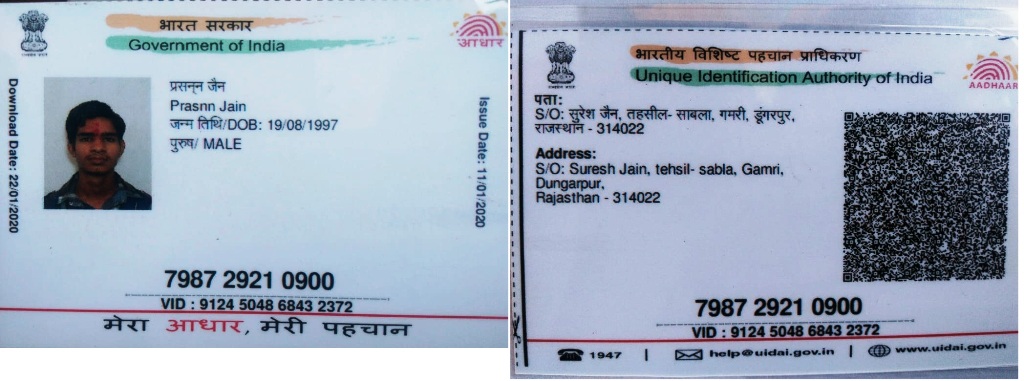 भारत सरकार
Government of India
आधार
Download Date: 22/01/2020
प्रसन्न जैन
Prasnn Jain
जन्म तिथि/DOB: 19/08/1997
पुरुष/ MALE
Issue Date: 11/01/2020
7987 2921 0900
VID : 9124 5048 6843 2372
मेरा आधार, मेरी पहचान
भारतीय विशिष्ट पहचान प्राधिकरण
Unique Identification Authority of India
AADHAAR
पता:
S/O: सुरेश जैन, तहसील- साबला, गमरी, डूंगरपुर,
राजस्थान - 314022
Address:
S/O: Suresh Jain, tehsil- sabla, Gamri,
Dungarpur,
Rajasthan - 314022
7987 2921 0900
VID : 9124 5048 6843 2372
1947 | help@uidai.gov.in | www.uidai.gov.in